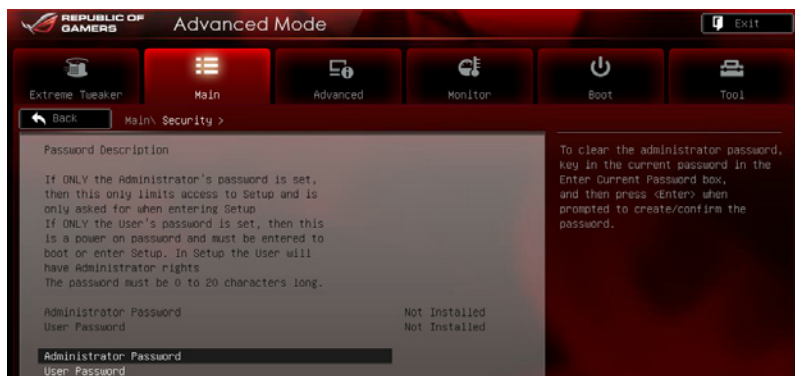 REPUBLIC OF
GAMERS
Advanced Mode
Exit
Extreme Tweaker
Main
Advanced
Monitor
Boot
Tool
Back
Main\ Security >
Password Description
If ONLY the Administrator's password is set,
then this only limits access to Setup and is
only asked for when entering Setup
If ONLY the User's password is set, then this
is a power on password and must be entered to
boot or enter Setup. In Setup the User will
have Administrator rights
The password must be 0 to 20 characters long.
Administrator Password Not Installed
User Password Not Installed
Administrator Password
User Password
To clear the administrator password,
key in the current password in the
Enter Current Password box,
and then press <Enter> when
prompted to create/confirm the
password.